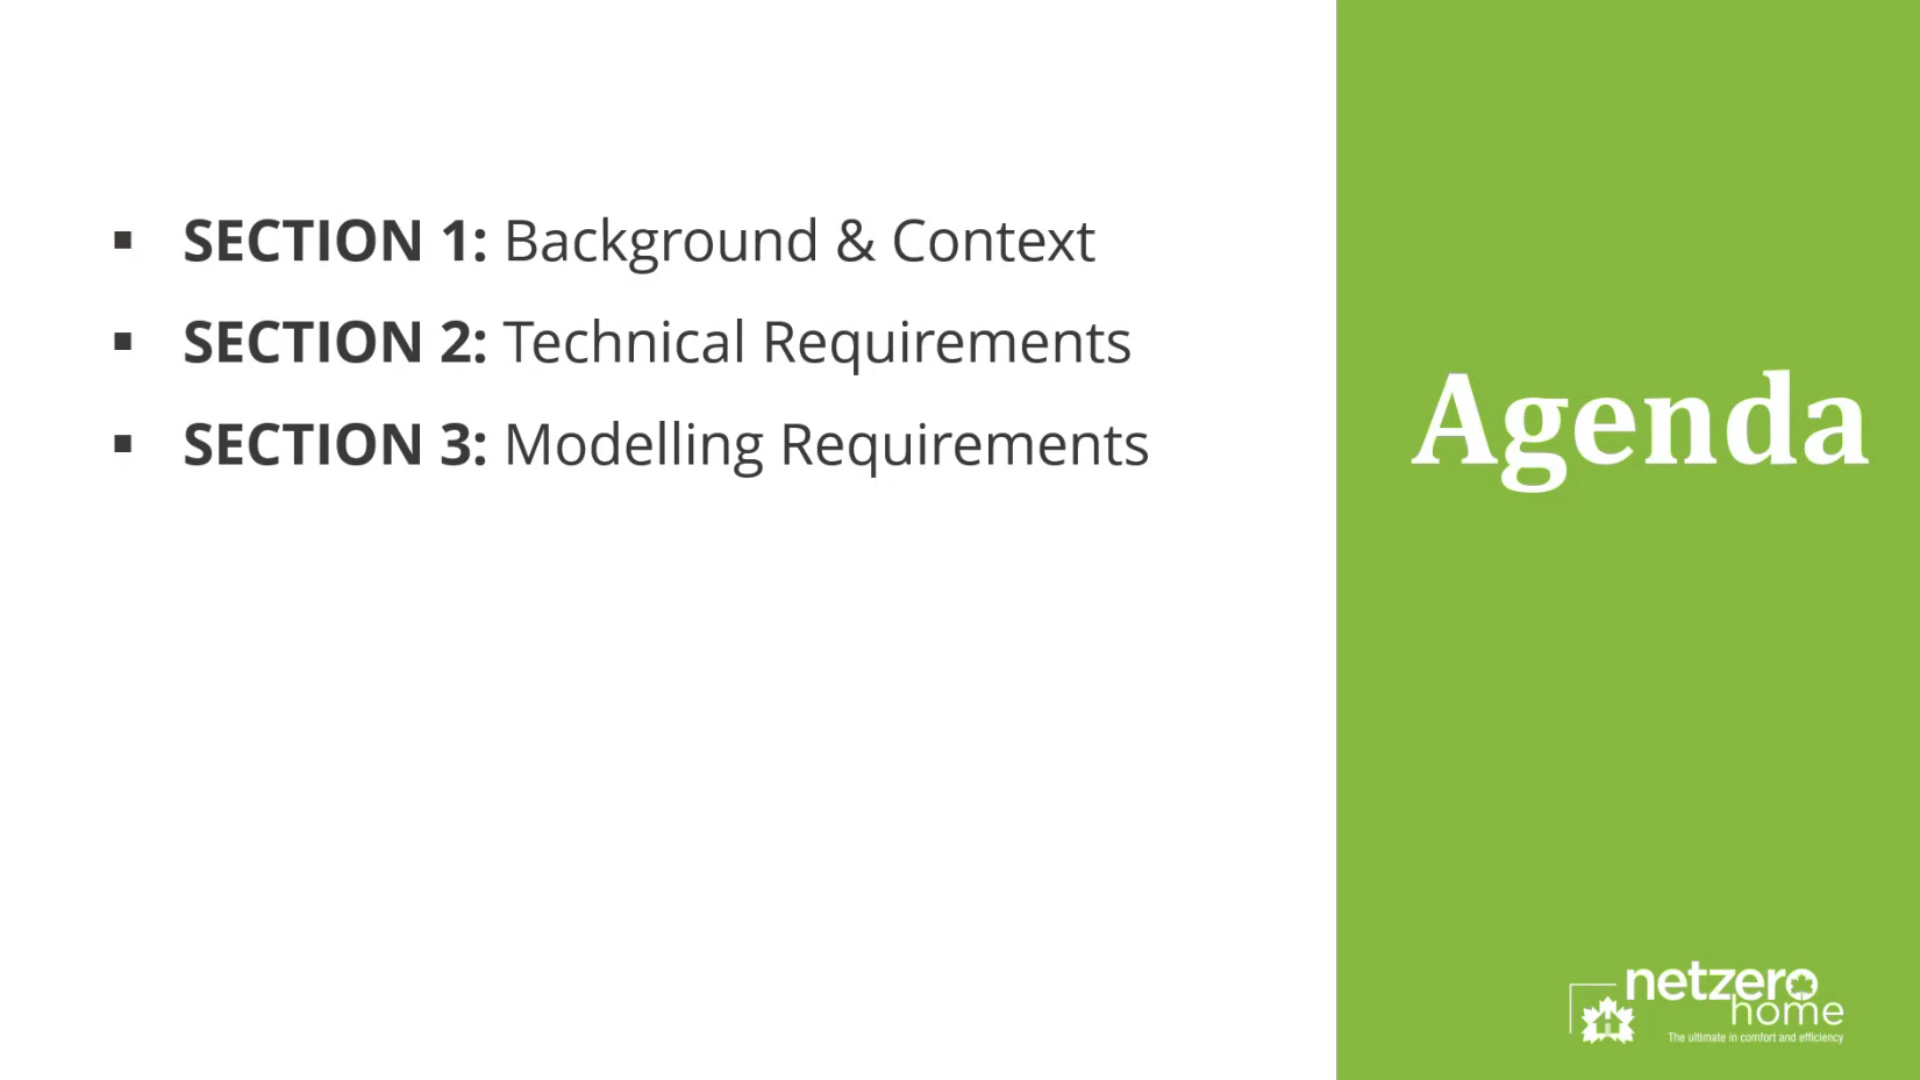 ▪ SECTION 1: Background & Context
▪ SECTION 2: Technical Requirements
▪ SECTION 3: Modelling Requirements
Agenda
netzero
home
The ultimate in comfort and efficiency